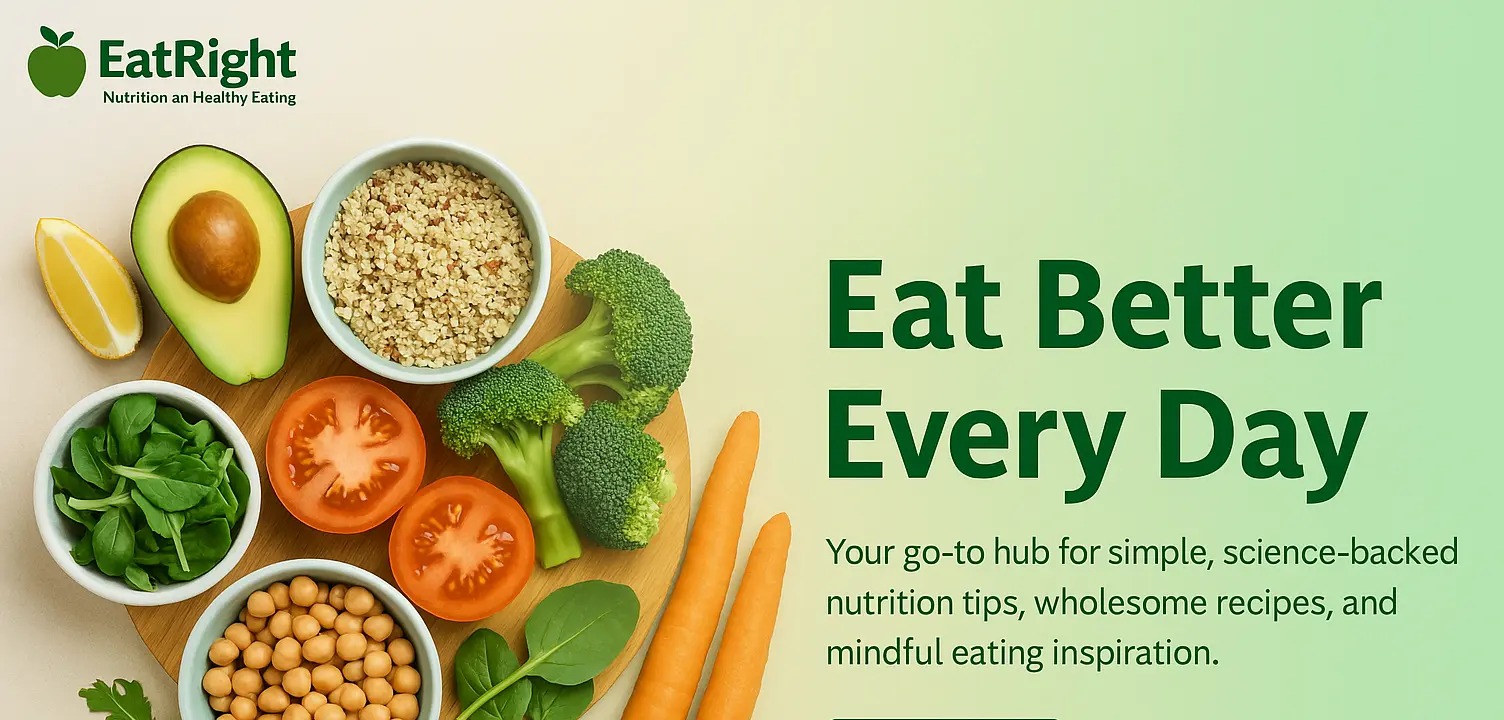 EatRight
Nutrition an Healthy Eating
Eat Better
Every Day
Your go-to hub for simple, science-backed
nutrition tips, wholesome recipes, and
mindful eating inspiration.